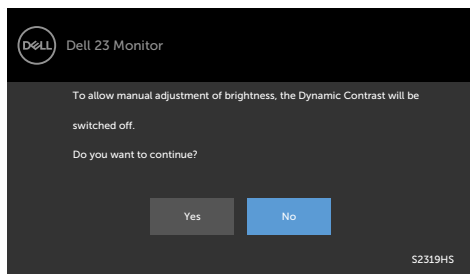 DELL
Dell 23 Monitor
To allow manual adjustment of brightness, the Dynamic Contrast will be
switched off.
Do you want to continue?
Yes
No
S2319HS